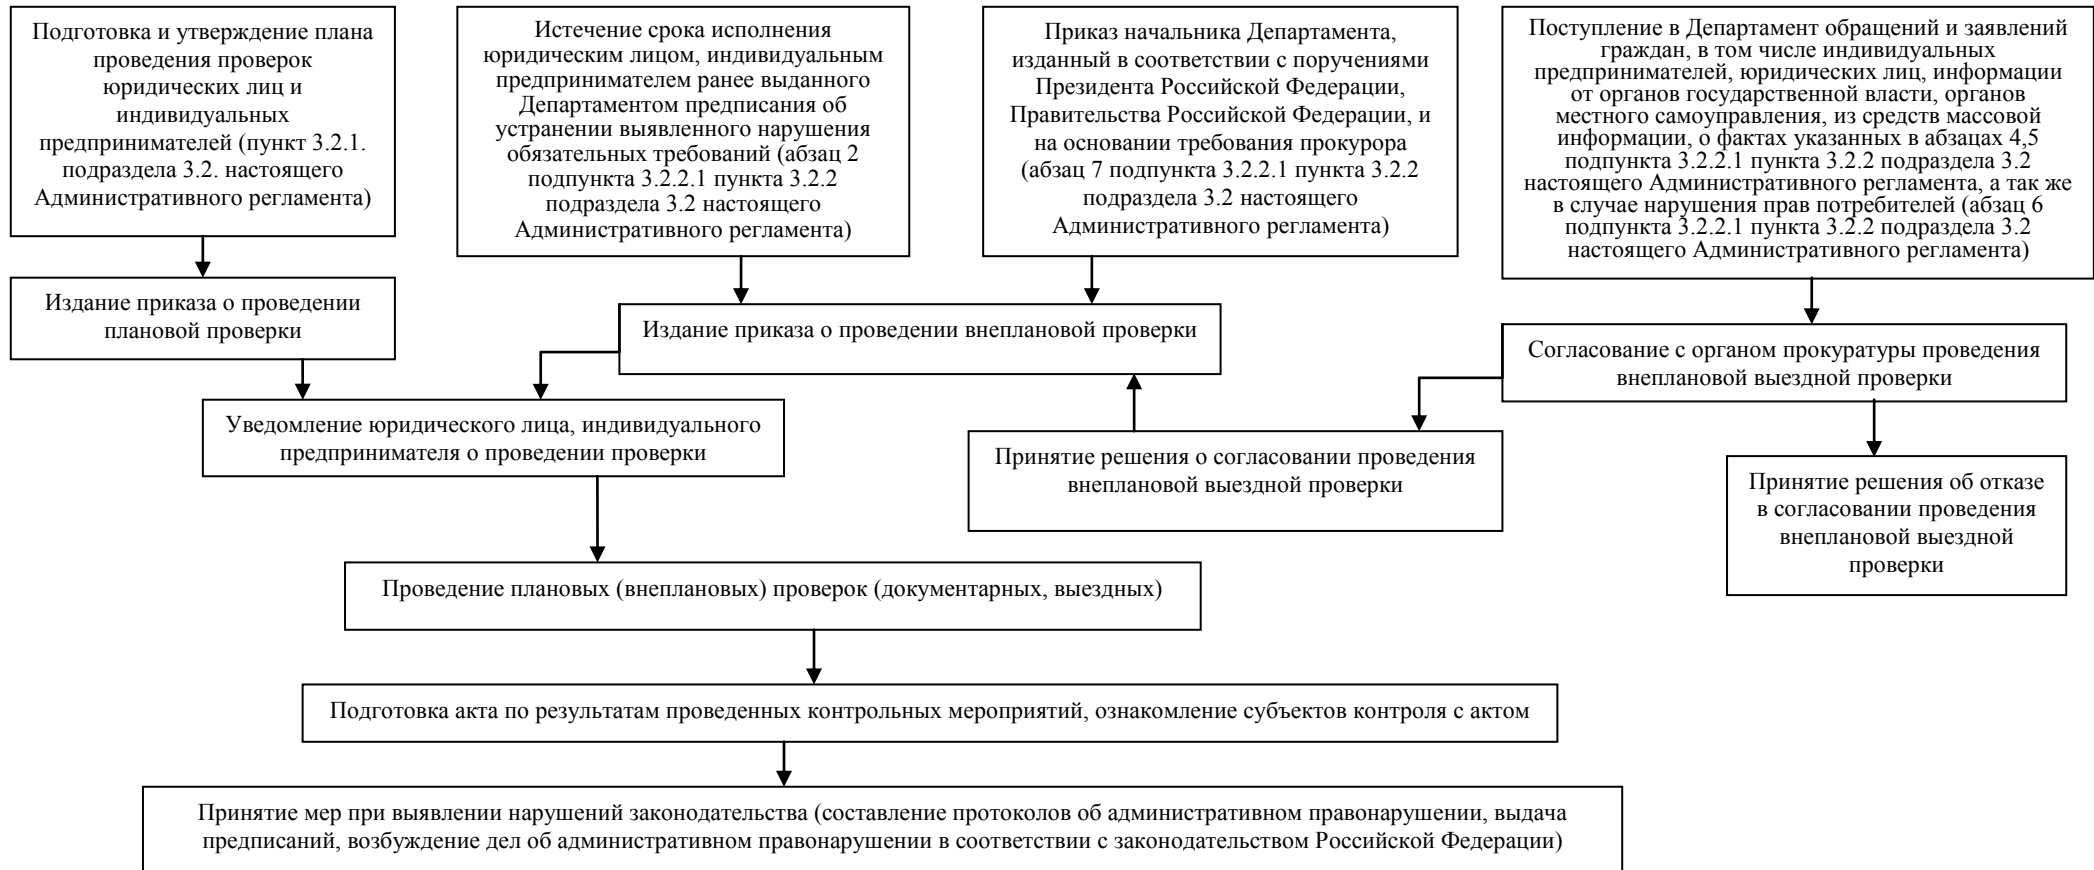 Подготовка и утверждение плана
проведения проверок
юридических лиц и
индивидуальных
предпринимателей (пункт 3.2.1.
подраздела 3.2. настоящего
Административного регламента)
Истечение срока исполнения
юридическим лицом, индивидуальным
предпринимателем ранее выданного
Департаментом предписания об
устранении выявленного нарушения
обязательных требований (абзац 2
подпункта 3.2.2.1 пункта 3.2.2
подраздела 3.2 настоящего
Административного регламента)
Приказ начальника Департамента,
изданный в соответствии с поручениями
Президента Российской Федерации,
Правительства Российской Федерации, и
на основании требования прокурора
(абзац 7 подпункта 3.2.2.1 пункта 3.2.2
подраздела 3.2 настоящего
Административного регламента)
Поступление в Департамент обращений и заявлений
граждан, в том числе индивидуальных
предпринимателей, юридических лиц, информации
от органов государственной власти, органов
местного самоуправления, из средств массовой
информации, о фактах указанных в абзацах 4,5
подпункта 3.2.2.1 пункта 3.2.2 подраздела 3.2
настоящего Административного регламента, а так же
в случае нарушения прав потребителей (абзац 6
подпункта 3.2.2.1 пункта 3.2.2 подраздела 3.2
настоящего Административного регламента)
Издание приказа о проведении
плановой проверки
Издание приказа о проведении внеплановой проверки
Согласование с органом прокуратуры проведения
внеплановой выездной проверки
Уведомление юридического лица, индивидуального
предпринимателя о проведении проверки
Принятие решения о согласовании проведения
внеплановой выездной проверки
Принятие решения об отказе
в согласовании проведения
внеплановой выездной
проверки
Проведение плановых (внеплановых) проверок (документарных, выездных)
Подготовка акта по результатам проведенных контрольных мероприятий, ознакомление субъектов контроля с актом
Принятие мер при выявлении нарушений законодательства (составление протоколов об административном правонарушении, выдача
предписаний, возбуждение дел об административном правонарушении в соответствии с законодательством Российской Федерации)